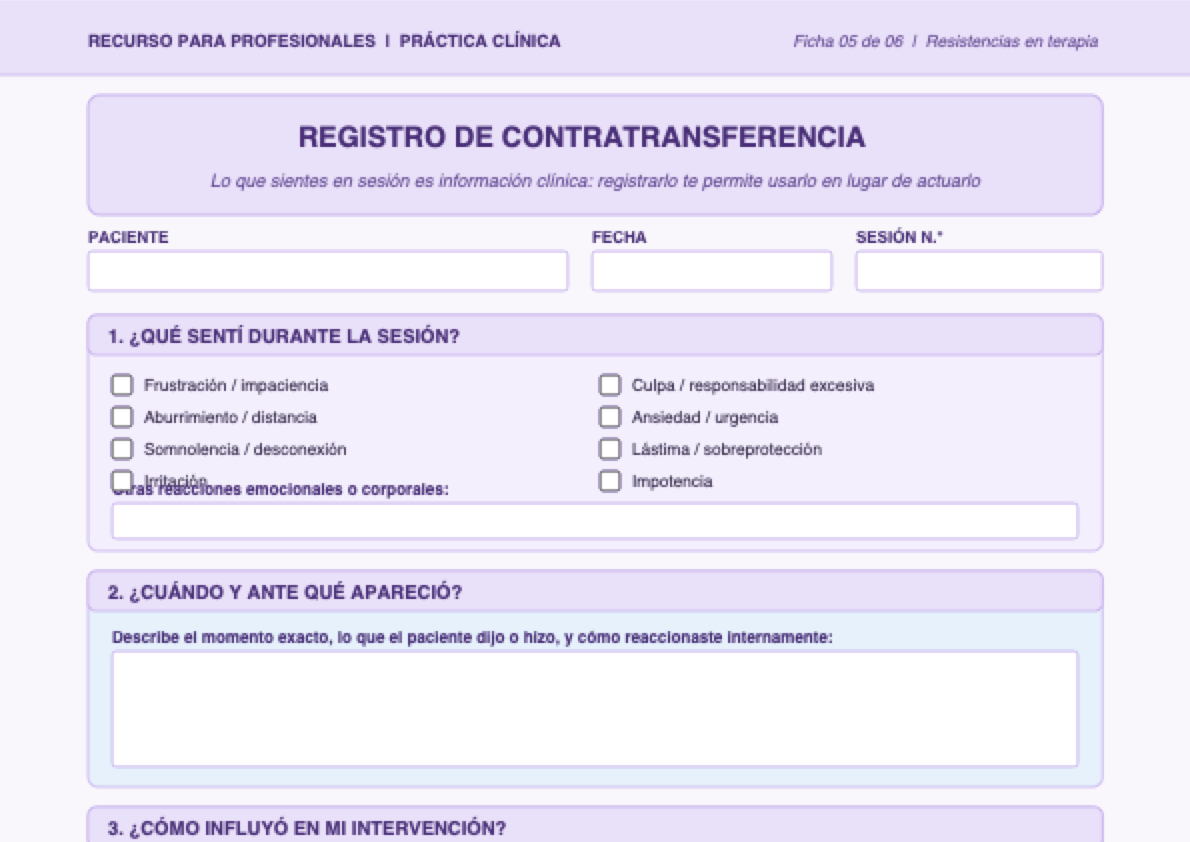 RECURSO PARA PROFESIONALES | PRÁCTICA CLÍNICA
Ficha 05 de 06 | Resistencias en terapia
REGISTRO DE CONTRATRANSFERENCIA
Lo que sientes en sesión es información clínica: registrarlo te permite usarlo en lugar de actuarlo
PACIENTE
FECHA
SESIÓN N.°
1. ¿QUÉ SENTÍ DURANTE LA SESIÓN?
Frustración / impaciencia
Culpa / responsabilidad excesiva
Aburrimiento / distancia
Ansiedad / urgencia
Somnolencia / desconexión
Lástima / sobreprotección
Irritación
Impotencia
Otras reacciones emocionales o corporales:
2. ¿CUÁNDO Y ANTE QUÉ APARECIÓ?
Describe el momento exacto, lo que el paciente dijo o hizo, y cómo reaccionaste internamente:
3. ¿CÓMO INFLUYÓ EN MI INTERVENCIÓN?